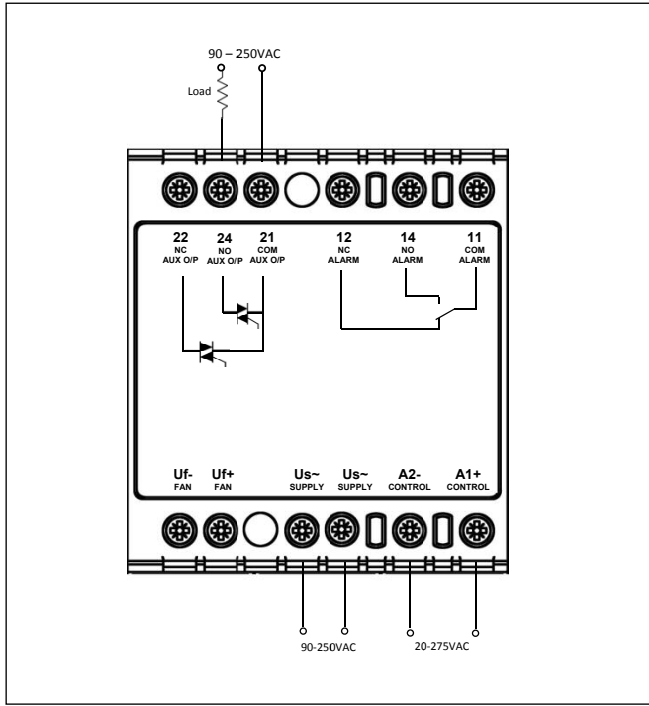 90 – 250VAC
Load
22 24 21 12 14 11
NC NO COM NC NO COM
AUX O/P AUX O/P AUX O/P ALARM ALARM ALARM
Uf- Uf+ Us~ Us~ A2- A1+
FAN FAN SUPPLY SUPPLY CONTROL CONTROL
90-250VAC 20-275VAC